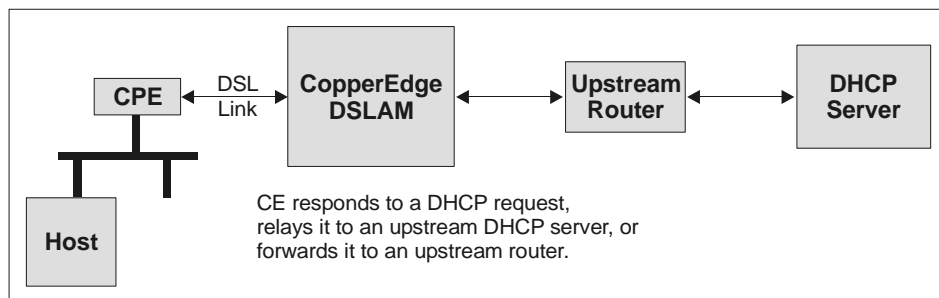 CPE
DSL
Link
CopperEdge
DSLAM
Upstream
Router
DHCP
Server
Host
CE responds to a DHCP request,
relays it to an upstream DHCP server, or
forwards it to an upstream router.